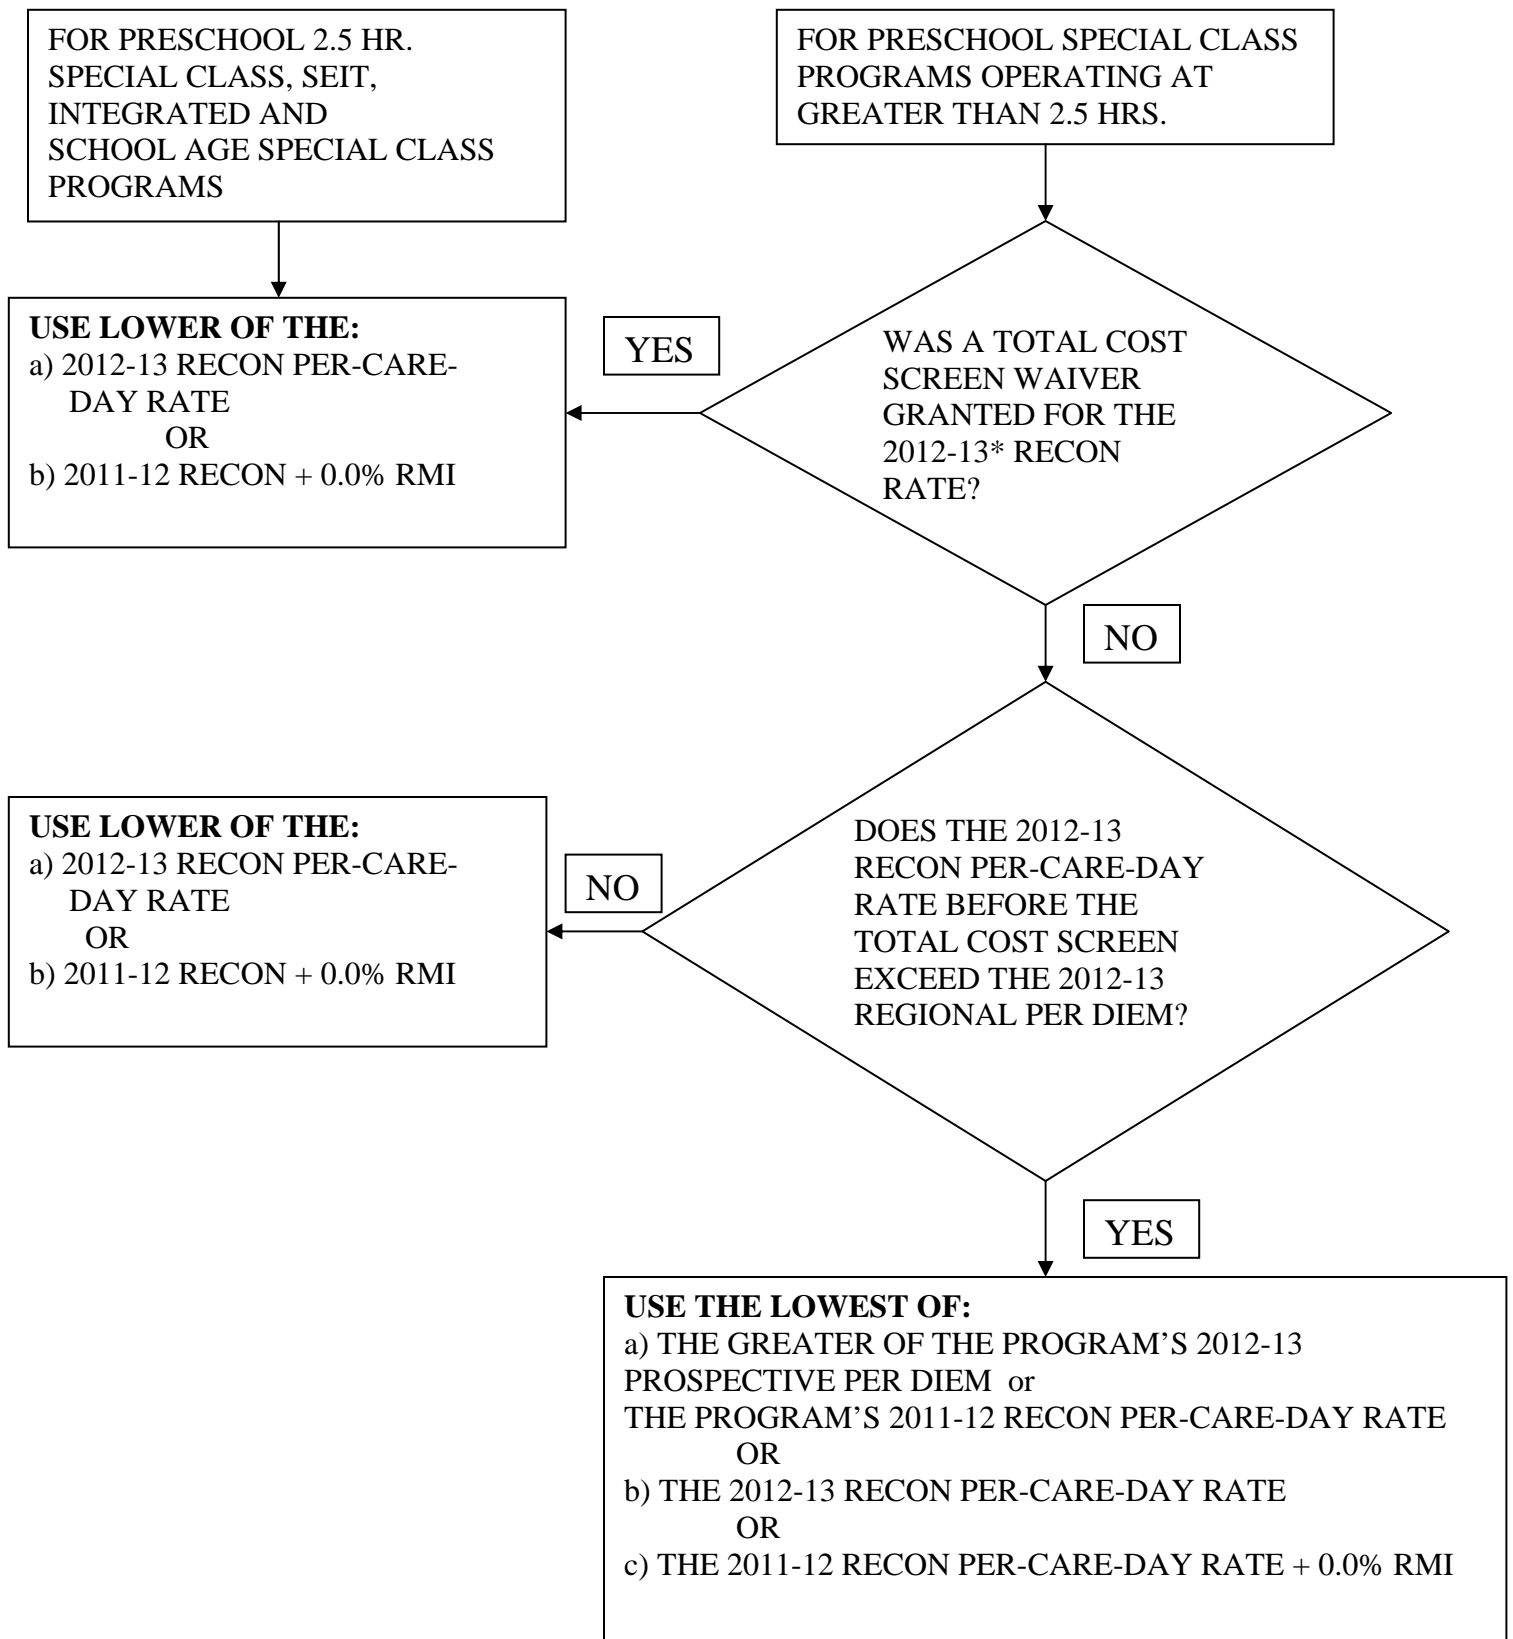 FOR PRESCHOOL 2.5 HR.
SPECIAL CLASS, SEIT,
INTEGRATED AND
SCHOOL AGE SPECIAL CLASS
PROGRAMS
FOR PRESCHOOL SPECIAL CLASS
PROGRAMS OPERATING AT
GREATER THAN 2.5 HRS.
USE LOWER OF THE:
a) 2012-13 RECON PER-CARE-
DAY RATE
OR
b) 2011-12 RECON + 0.0% RMI
YES
WAS A TOTAL COST
SCREEN WAIVER
GRANTED FOR THE
2012-13* RECON
RATE?
NO
USE LOWER OF THE:
a) 2012-13 RECON PER-CARE-
DAY RATE
OR
b) 2011-12 RECON + 0.0% RMI
NO
DOES THE 2012-13
RECON PER-CARE-DAY
RATE BEFORE THE
TOTAL COST SCREEN
EXCEED THE 2012-13
REGIONAL PER DIEM?
YES
USE THE LOWEST OF:
a) THE GREATER OF THE PROGRAM’S 2012-13
PROSPECTIVE PER DIEM or
THE PROGRAM’S 2011-12 RECON PER-CARE-DAY RATE
OR
b) THE 2012-13 RECON PER-CARE-DAY RATE
OR
c) THE 2011-12 RECON PER-CARE-DAY RATE + 0.0% RMI